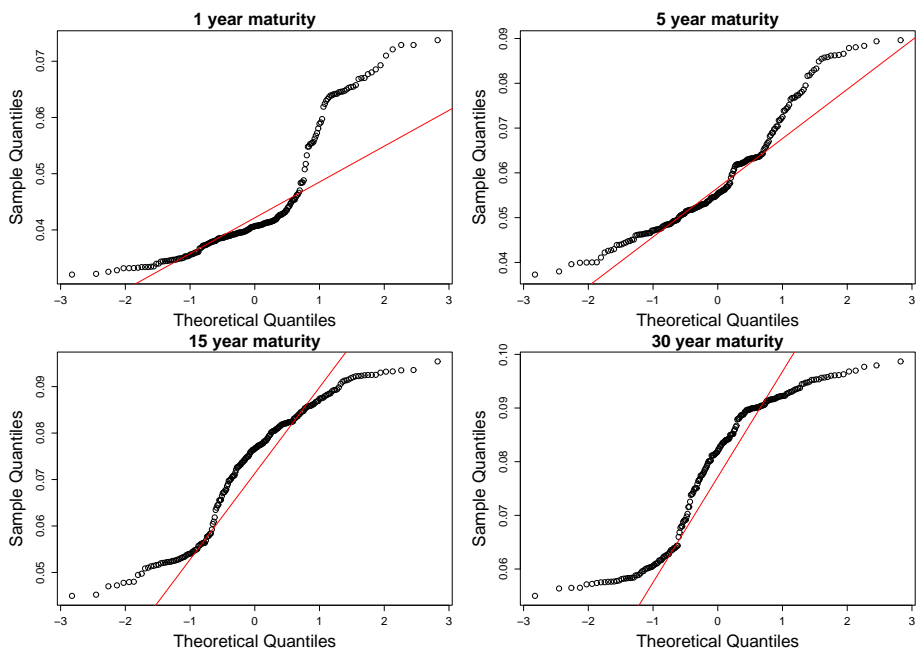 1 year maturity
Sample Quantiles
0.04 0.05 0.06 0.07
−3 −2 −1 0 1 2 3
Theoretical Quantiles
5 year maturity
Sample Quantiles
0.04 0.05 0.06 0.07 0.08 0.09
−3 −2 −1 0 1 2 3
Theoretical Quantiles
15 year maturity
Sample Quantiles
0.05 0.06 0.07 0.08 0.09
−3 −2 −1 0 1 2 3
Theoretical Quantiles
30 year maturity
Sample Quantiles
0.06 0.07 0.08 0.09 0.10
−3 −2 −1 0 1 2 3
Theoretical Quantiles